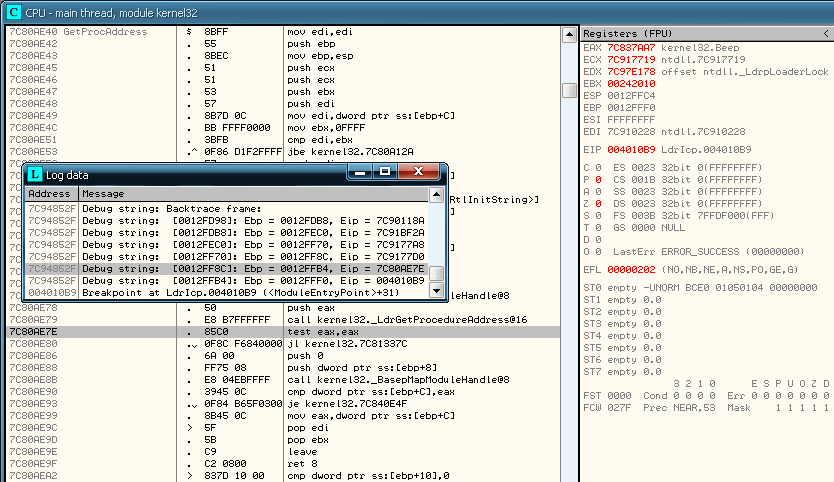 CPU - main thread, module kernel32
7C80AE40 GetProcAddress $ 8BFF mov edi,edi
7C80AE42 . 55 push ebp
7C80AE43 . 8BEC mov ebp,esp
7C80AE45 . 51 push ecx
7C80AE46 . 51 push ecx
7C80AE47 . 53 push ebx
7C80AE48 . 57 push edi
7C80AE49 . 8B7D 0C mov edi,dword ptr ss:[ebp+C]
7C80AE4C . BB FFFF0000 mov ebx,0FFFF
7C80AE51 . 3BFB cmp edi,ebx
7C80AE53 .^ 0F86 D1F2FFFF jbe kernel32.7C80A12A
RtlInitString>]
Log data
Address Message
7C94852F Debug string: Backtrace frame:
7C94852F Debug string: [0012FD98]: Ebp = 0012FDB8, Eip = 7C90118A
7C94852F Debug string: [0012FDB8]: Ebp = 0012FEC0, Eip = 7C91BF2A
7C94852F Debug string: [0012FEC0]: Ebp = 0012FF70, Eip = 7C9177A8
7C94852F Debug string: [0012FF70]: Ebp = 0012FF8C, Eip = 7C9177D0
7C94852F Debug string: [0012FF8C]: Ebp = 0012FFB4, Eip = 7C80AE7E
7C94852F Debug string: [0012FFB4]: Ebp = 0012FFF0, Eip = 004010B9
004010B9 Breakpoint at LdrIcp.004010B9 (<ModuleEntryPoint>+31)
uleHandle@8
7C80AE78 . 50 push eax
7C80AE79 . E8 B7FFFFFF call kernel32._LdrGetProcedureAddress@16
7C80AE7E . 85C0 test eax,eax
7C80AE80 .v 0F8C F6840000 jl kernel32.7C81337C
7C80AE86 . 6A 00 push 0
7C80AE88 . FF75 08 push dword ptr ss:[ebp+8]
7C80AE8B . E8 04EBFFFF call kernel32._BasepMapModuleHandle@8
7C80AE90 . 3945 0C cmp dword ptr ss:[ebp+C],eax
7C80AE93 .v 0F84 B65F0300 je kernel32.7C840E4F
7C80AE99 . 8B45 0C mov eax,dword ptr ss:[ebp+C]
7C80AE9C > 5F pop edi
7C80AE9D . 5B pop ebx
7C80AE9E . C9 leave
7C80AE9F . C2 0800 ret 8
7C80AEA2 > 837D 10 00 cmp dword ptr ss:[ebp+10],0
Registers (FPU) <
EAX 7C837AA7 kernel32.Beep
ECX 7C917719 ntdll.7C917719
EDX 7C97E178 offset ntdll._LdrpLoaderLock
EBX 00242010
ESP 0012FFC4
EBP 0012FFF0
ESI FFFFFFFF
EDI 7C910228 ntdll.7C910228
EIP 004010B9 LdrIcp.004010B9
C 0 ES 0023 32bit 0(FFFFFFFF)
P 0 CS 001B 32bit 0(FFFFFFFF)
A 0 SS 0023 32bit 0(FFFFFFFF)
Z 0 DS 0023 32bit 0(FFFFFFFF)
S 0 FS 003B 32bit 7FFDF000(FFF)
T 0 GS 0000 NULL
D 0
O 0 LastErr ERROR_SUCCESS (00000000)
EFL 00000202 (NO,NB,NE,A,NS,PO,GE,G)
ST0 empty -UNORM BCE0 01050104 00000000
ST1 empty 0.0
ST2 empty 0.0
ST3 empty 0.0
ST4 empty 0.0
ST5 empty 0.0
ST6 empty 0.0
ST7 empty 0.0
3 2 1 0 E S P U O Z D
FST 0000 Cond 0 0 0 0 Err 0 0 0 0 0 0 0
FCW 027F Prec NEAR,53 Mask 1 1 1 1 1